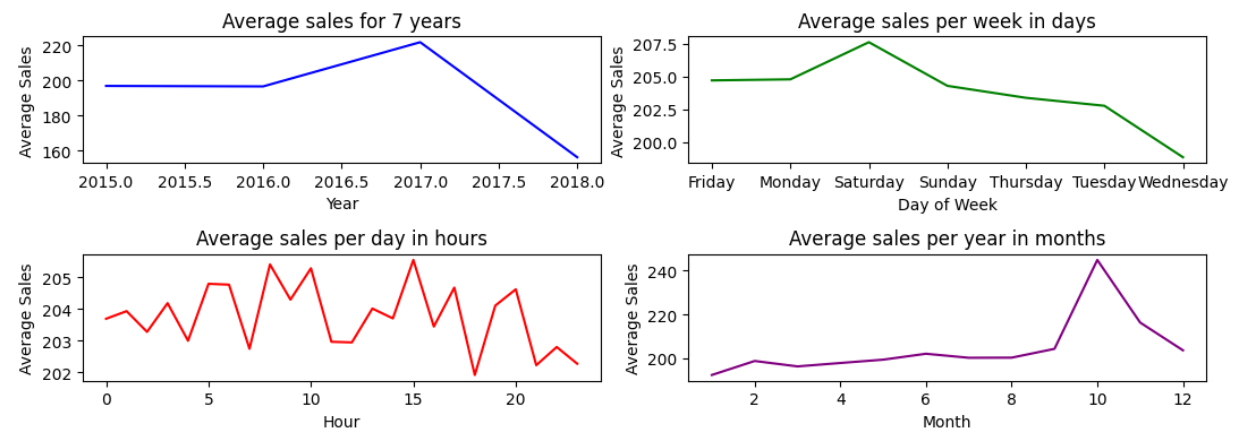 Average sales for 7 years
Average Sales
220
200
180
160
2015.0 2015.5 2016.0 2016.5 2017.0 2017.5 2018.0
Year
Average sales per week in days
Average Sales
207.5
205.0
202.5
200.0
Friday Monday Saturday Sunday Thursday Tuesday Wednesday
Day of Week
Average sales per day in hours
Average Sales
205
204
203
202
0 5 10 15 20
Hour
Average sales per year in months
Average Sales
240
220
200
2 4 6 8 10 12
Month